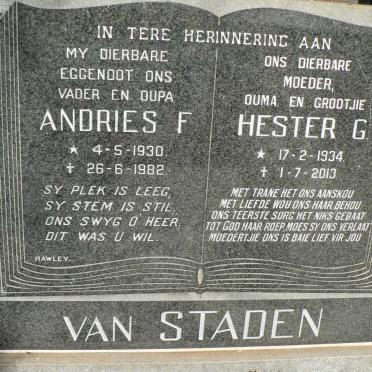 IN TERE HERINNERING AAN
MY DIERBARE
EGGENOOT ONS
VADER EN OUPA
ANDRIES F
★ 4-5-1930.
✝ 26-6-1982.
SY PLEK IS LEEG,
SY STEM IS STIL,
ONS SWYG O HEER
DIT WAS U WIL.
HAWLEY.
ONS DIERBARE
MOEDER,
OUMA EN GROOTJIE
HESTER G.
★ 17-2-1934.
✝ 1-7-2013
MET TRANE HET ONS AANSKOU
MET LIEFDE WOU ONS HAAR BEHOU
ONS TEERSTE SORG HET NIKS GEBAAT
TOT GOD HAAR ROEP, MOES SY ONS VERLAAT
MOEDERTJIE ONS IS BAIE LIEF VIR JOU
VAN STADEN